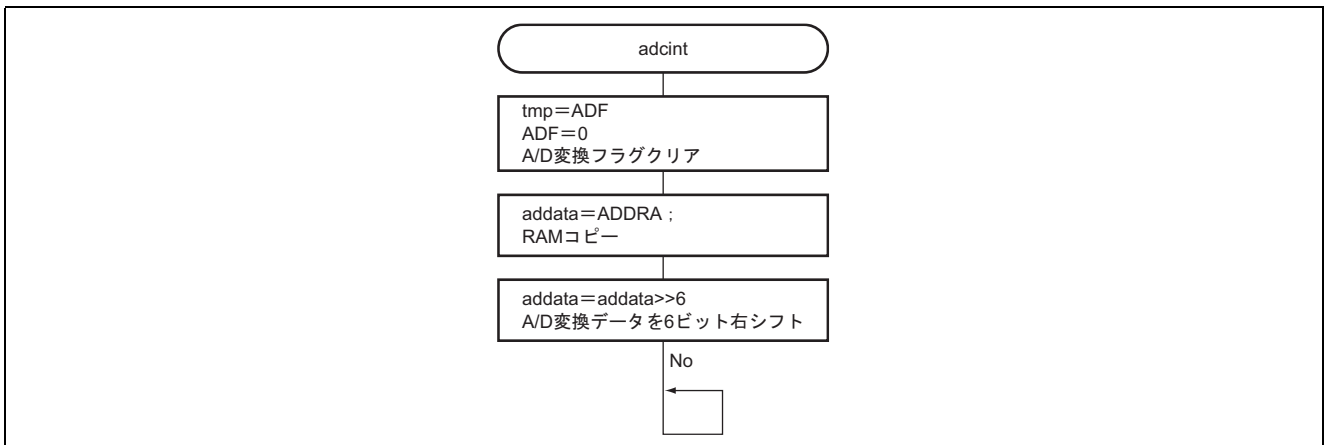 adcint
tmp＝ADF
ADF＝0
A/D変換フラグクリア
addata＝ADDRA；
RAMコピー
addata＝addata>>6
A/D変換データを6ビット右シフト
No